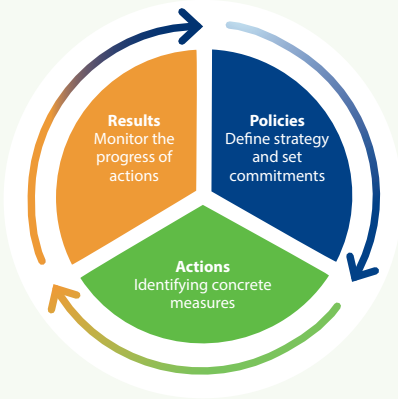 Results
Monitor the
progress of
actions
Policies
Define strategy
and set
commitments
Actions
Identifying concrete
measures